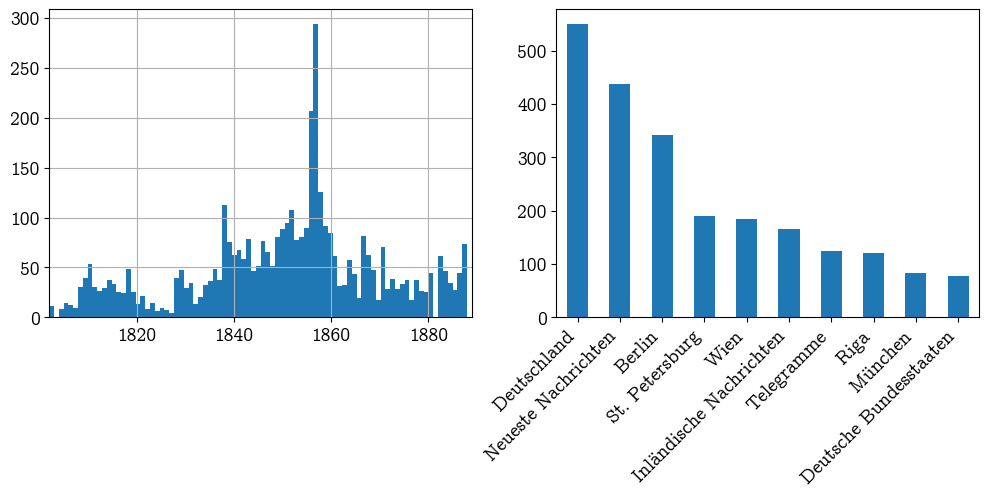 300
250
200
150
100
50
0
1820 1840 1860 1880
500
400
300
200
100
0
Deutschland
Neueste Nachrichten
Berlin
St. Petersburg
Wien
Inländische Nachrichten
Telegramme
Riga
München
Deutsche Bundesstaaten